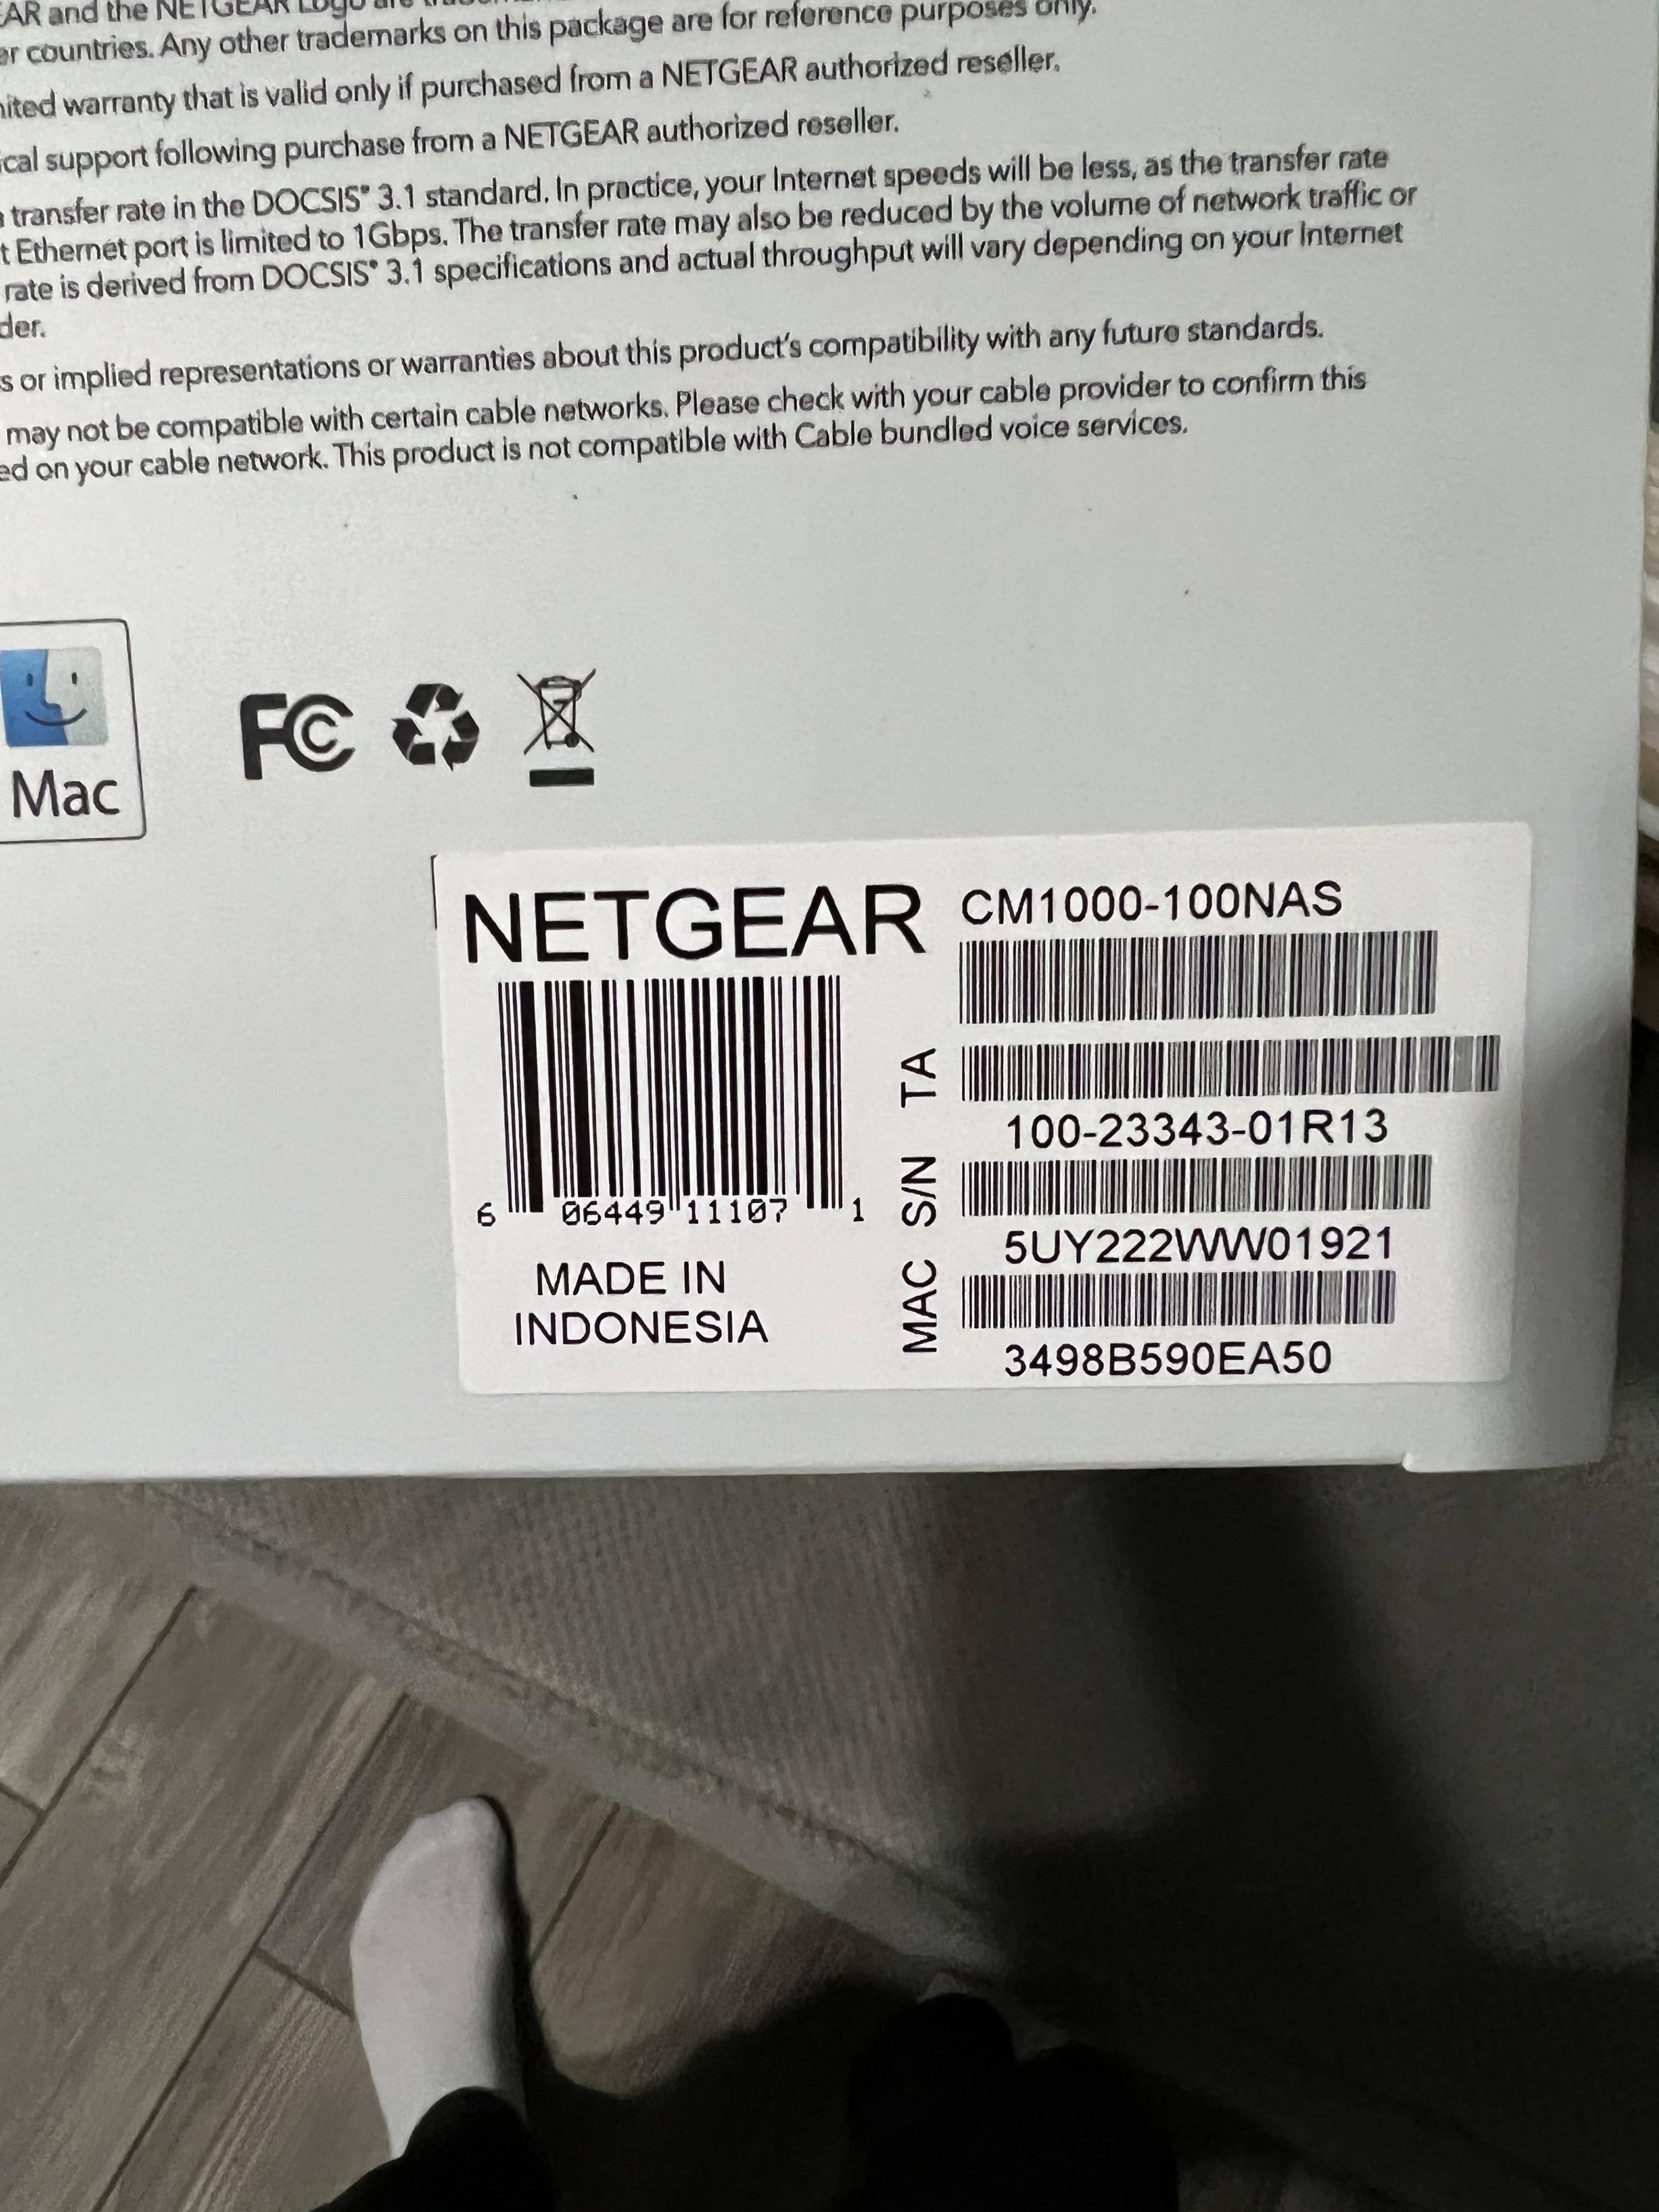 EAR and the NETGEAR Logo are
er countries. Any other trademarks on this package are for reference purposes only.
ited warranty that is valid only if purchased from a NETGEAR authorized reseller.
ical support following purchase from a NETGEAR authorized reseller.
transfer rate in the DOCSIS® 3.1 standard. In practice, your Internet speeds will be less, as the transfer rate
t Ethernet port is limited to 1Gbps. The transfer rate may also be reduced by the volume of network traffic or
rate is derived from DOCSIS® 3.1 specifications and actual throughput will vary depending on your Internet
der.
s or implied representations or warranties about this product's compatibility with any future standards.
may not be compatible with certain cable networks. Please check with your cable provider to confirm this
ed on your cable network. This product is not compatible with Cable bundled voice services.
Mac
FC
NETGEAR
6 06449 11107 1
MADE IN
INDONESIA
CM1000-100NAS
TA
100-23343-01R13
S/N
5UY222WW01921
MAC
3498B590EA50